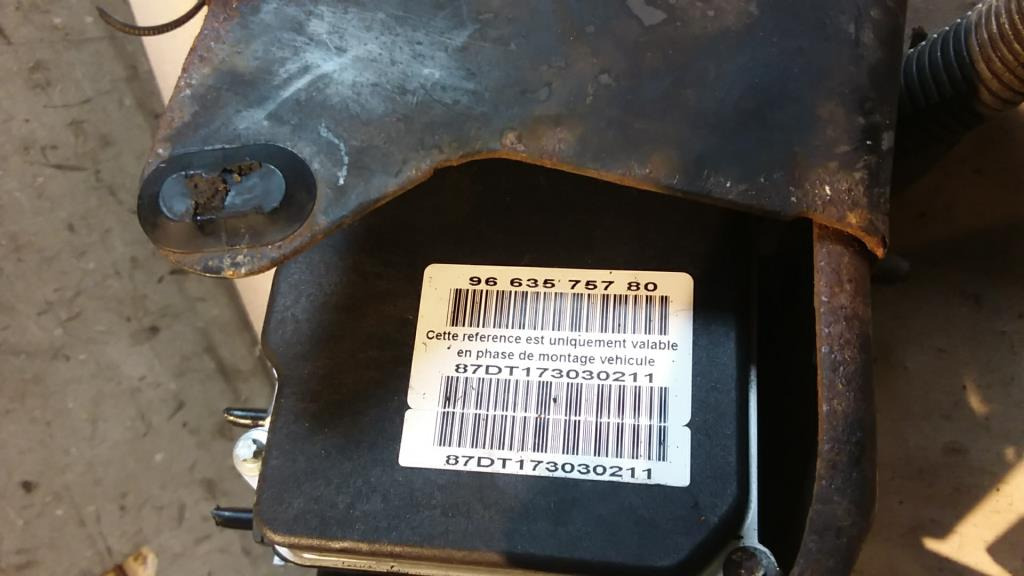 96 635 757 80
Cette reference est uniquement valable
en phase de montage vehicule
87DT173030211
87DT173030211